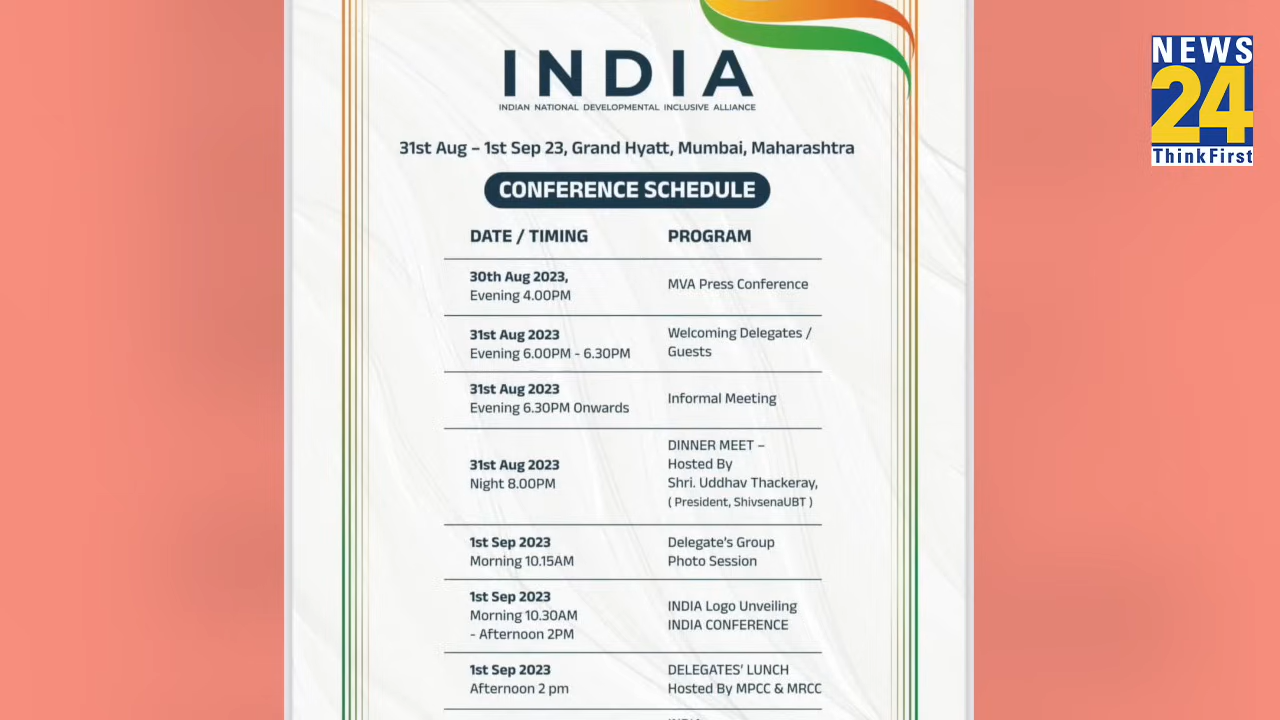 INDIA
INDIAN NATIONAL DEVELOPMENTAL INCLUSIVE ALLIANCE
31st Aug – 1st Sep 23, Grand Hyatt, Mumbai, Maharashtra
CONFERENCE SCHEDULE
DATE / TIMING PROGRAM
30th Aug 2023,
Evening 4.00PM
MVA Press Conference
31st Aug 2023
Evening 6.00PM - 6.30PM
Welcoming Delegates /
Guests
31st Aug 2023
Evening 6.30PM Onwards
Informal Meeting
31st Aug 2023
Night 8.00PM
DINNER MEET –
Hosted By
Shri. Uddhav Thackeray,
( President, ShivsenaUBT )
1st Sep 2023
Morning 10.15AM
Delegate's Group
Photo Session
1st Sep 2023
Morning 10.30AM
- Afternoon 2PM
INDIA Logo Unveiling
INDIA CONFERENCE
1st Sep 2023
Afternoon 2 pm
DELEGATES' LUNCH
Hosted By MPCC & MRCC
NEWS
24
ThinkFirst